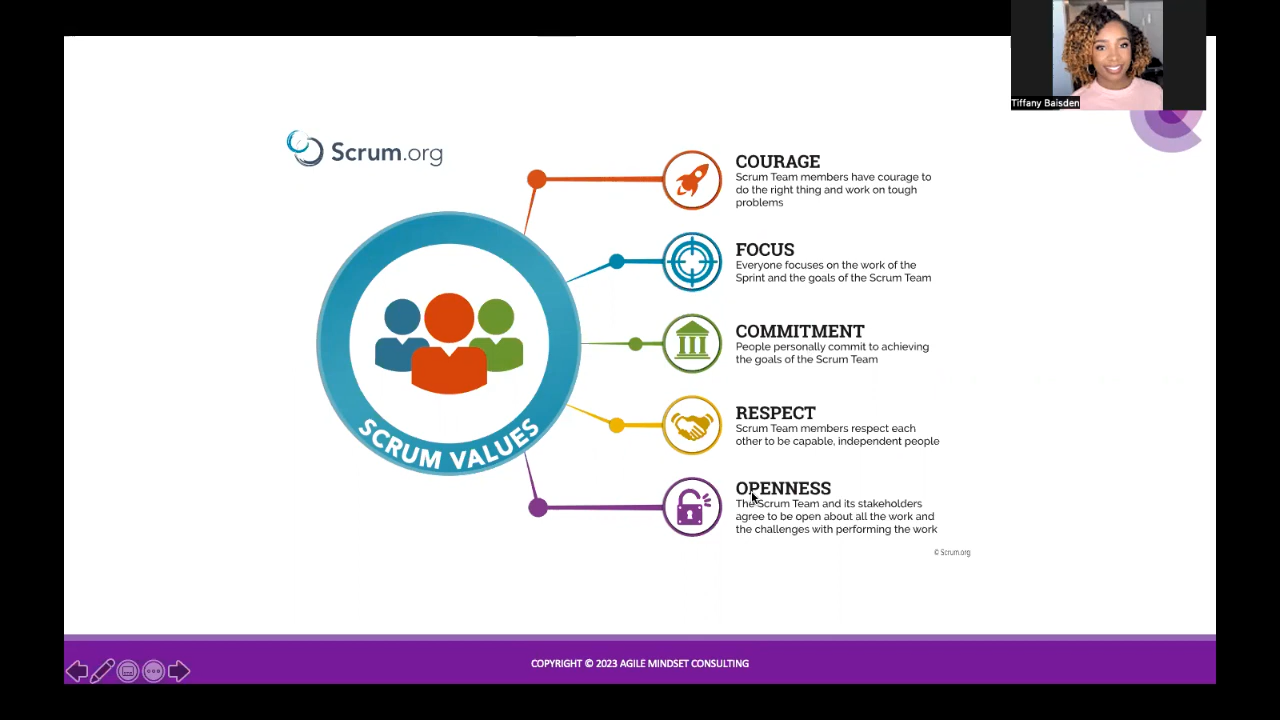 Tiffany Baisden
Scrum.org
COURAGE
Scrum Team members have courage to
do the right thing and work on tough
problems
FOCUS
Everyone focuses on the work of the
Sprint and the goals of the Scrum Team
COMMITMENT
People personally commit to achieving
the goals of the Scrum Team
RESPECT
Scrum Team members respect each
other to be capable, independent people
OPENNESS
The Scrum Team and its stakeholders
agree to be open about all the work and
the challenges with performing the work
SCRUM VALUES
© Scrum.org
COPYRIGHT © 2023 AGILE MINDSET CONSULTING